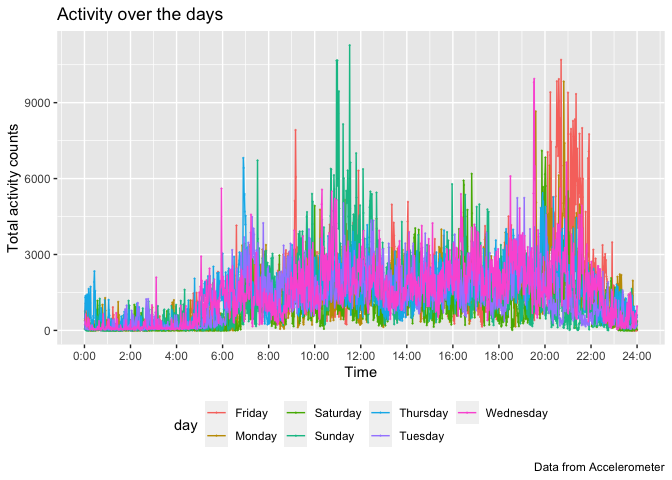 Activity over the days
Total activity counts
9000
6000
3000
0
0:00 2:00 4:00 6:00 8:00 10:00 12:00 14:00 16:00 18:00 20:00 22:00 24:00
Time
day
Friday Saturday Thursday Wednesday
Monday Sunday Tuesday
Data from Accelerometer